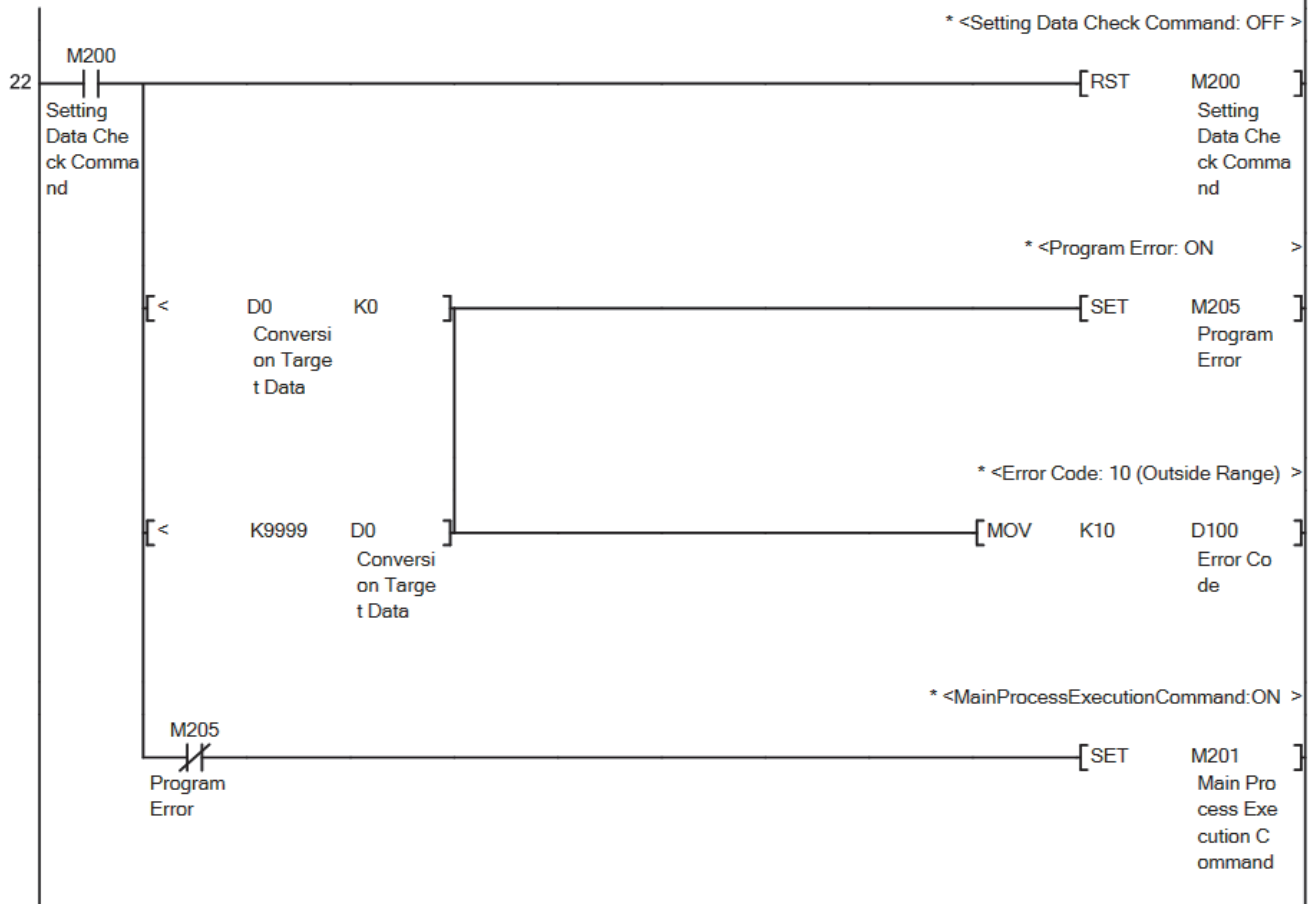 * <Setting Data Check Command: OFF >
M200
22
[RST M200 ]
Setting
Data Che
ck Comma
nd
Setting
Data Che
ck Comma
nd
* <Program Error: ON >
[< D0 K0 ]
[SET M205 ]
Conversi
on Targe
t Data
Program
Error
* <Error Code: 10 (Outside Range) >
[< K9999 D0 ]
[MOV K10 D100 ]
Conversi
on Targe
t Data
Error Co
de
* <MainProcessExecutionCommand:ON >
M205
[SET M201 ]
Program
Error
Main Pro
cess Exe
cution C
ommand